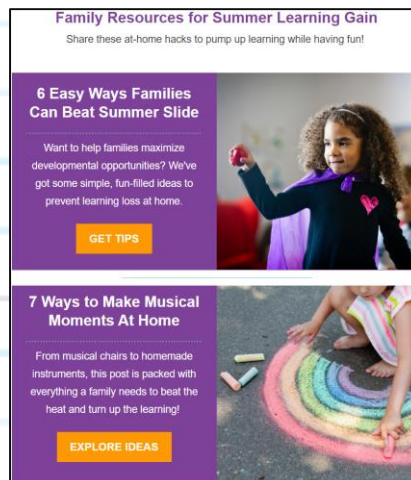 Family Resources for Summer Learning Gain
Share these at-home hacks to pump up learning while having fun!
6 Easy Ways Families
Can Beat Summer Slide
Want to help families maximize
developmental opportunities? We've
got some simple, fun-filled ideas to
prevent learning loss at home.
GET TIPS
7 Ways to Make Musical
Moments At Home
From musical chairs to homemade
instruments, this post is packed with
everything a family needs to beat the
heat and turn up the learning!
EXPLORE IDEAS